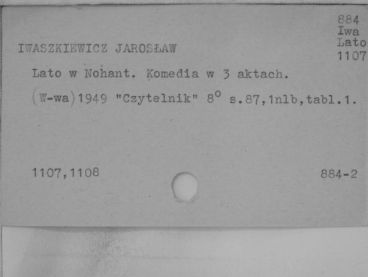 884
Iwa
Lato
1107
IWASZKIEWICZ JAROSŁAW
Lato w Nohant. Komedia w 3 aktach.
(W-wa)1949 "Czytelnik" 8° s.87,1nlb,tabl.1.
1107,1108
884-2